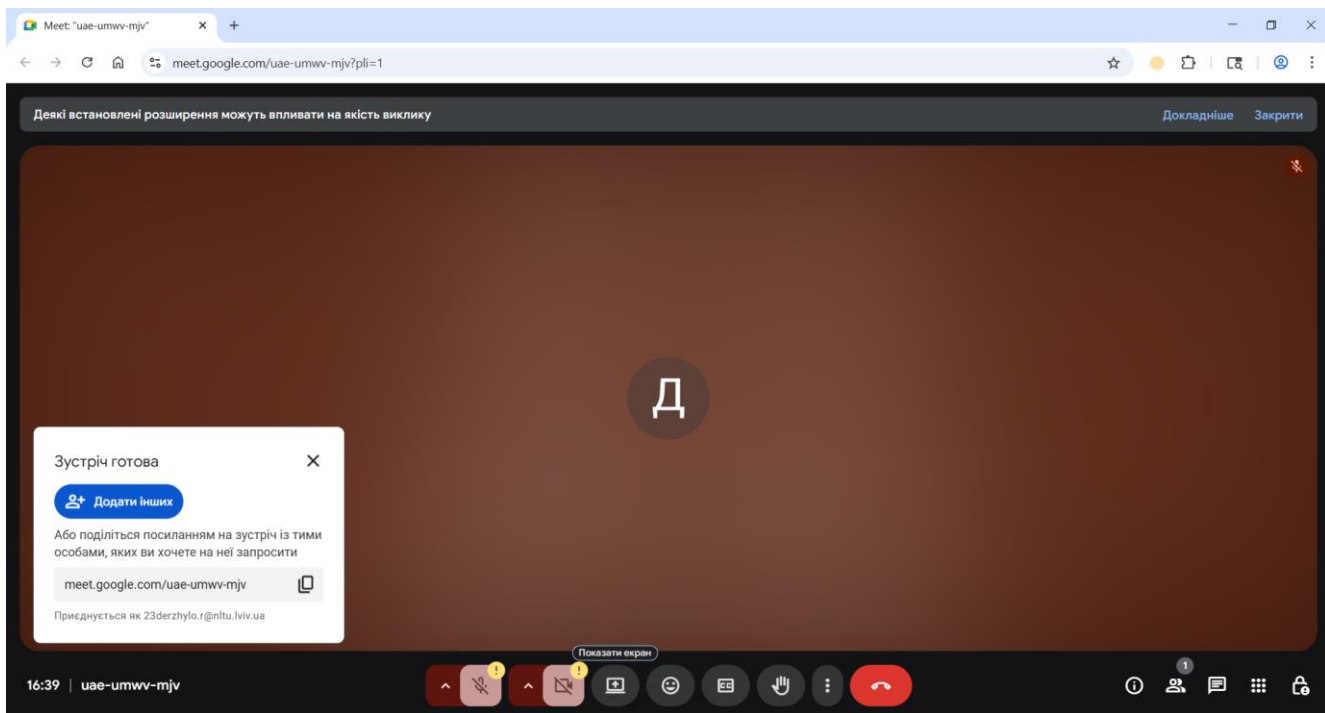 Meet: "uae-umwv-mjv"
meet.google.com/uae-umwv-mjv?pli=1
Деякі встановлені розширення можуть впливати на якість виклику
Докладніше Закрити
Д
Зустріч готова
Додати інших
Або поділіться посиланням на зустріч із тими
особами, яких ви хочете на неї запросити
meet.google.com/uae-umwv-mjv
Приєднується як 23derzhylo.r@nltu.lviv.ua
Показати екран
16:39 | uae-umwv-mjv
1